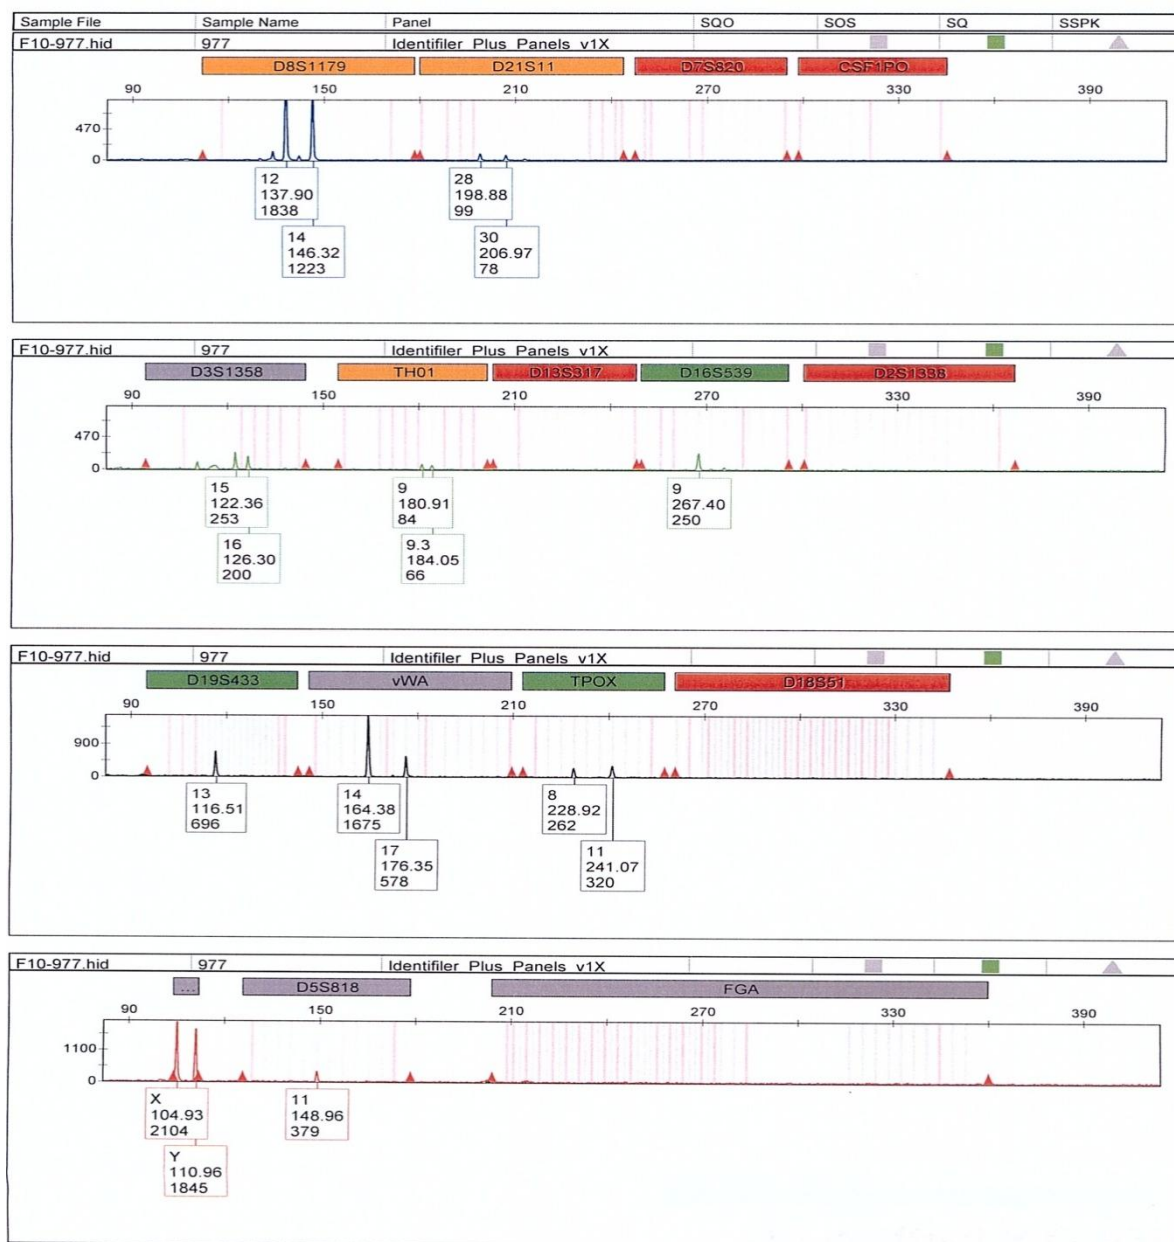 Sample File Sample Name Panel SQO SOS SQ SSPK
F10-977.hid 977 Identifiler_Plus_Panels_v1X
D8S1179 D21S11 D7S820 CSF1PO
90 150 210 270 330 390
470
0
12 28
137.90 198.88
1838 99
14 30
146.32 206.97
1223 78
F10-977.hid 977 Identifiler_Plus_Panels_v1X
D3S1358 TH01 D13S317 D16S539 D2S1338
90 150 210 270 330 390
470
0
15 9 9
122.36 180.91 267.40
253 84 250
16 9.3
126.30 184.05
200 66
F10-977.hid 977 Identifiler_Plus_Panels_v1X
D19S433 vWA TPOX D18S51
90 150 210 270 330 390
900
0
13 14 8
116.51 164.38 228.92
696 1675 262
17 11
176.35 241.07
578 320
F10-977.hid 977 Identifiler_Plus_Panels_v1X
... D5S818 FGA
90 150 210 270 330 390
1100
0
X 11
104.93 148.96
2104 379
Y
110.96
1845